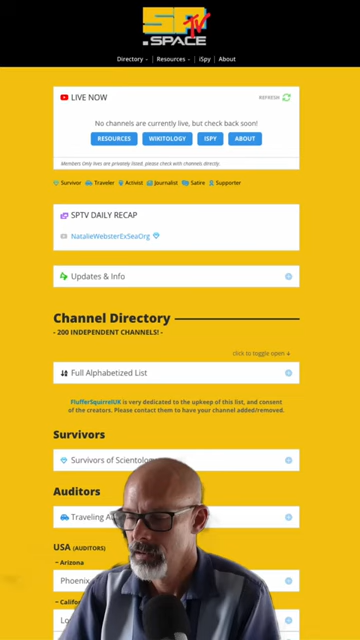 SP
TV
.SPACE
Directory
Resources
iSpy
About
LIVE NOW
REFRESH
No channels are currently live, but check back soon!
RESOURCES
WIKITOLOGY
ISPY
ABOUT
Members Only lives are privately listed, please check with channels directly.
Survivor
Traveler
Activist
Journalist
Satire
Supporter
SPTV DAILY RECAP
NatalieWebsterExSeaOrg
Updates & Info
Channel Directory
- 200 INDEPENDENT CHANNELS! -
click to toggle open ↓
Full Alphabetized List
FlufferSquirrelUK is very dedicated to the upkeep of this list, and consent
of the creators. Please contact them to have your channel added/removed.
Survivors
Survivors of Scientology
Auditors
Traveling
USA (AUDITORS)
~ Arizona
Phoenix